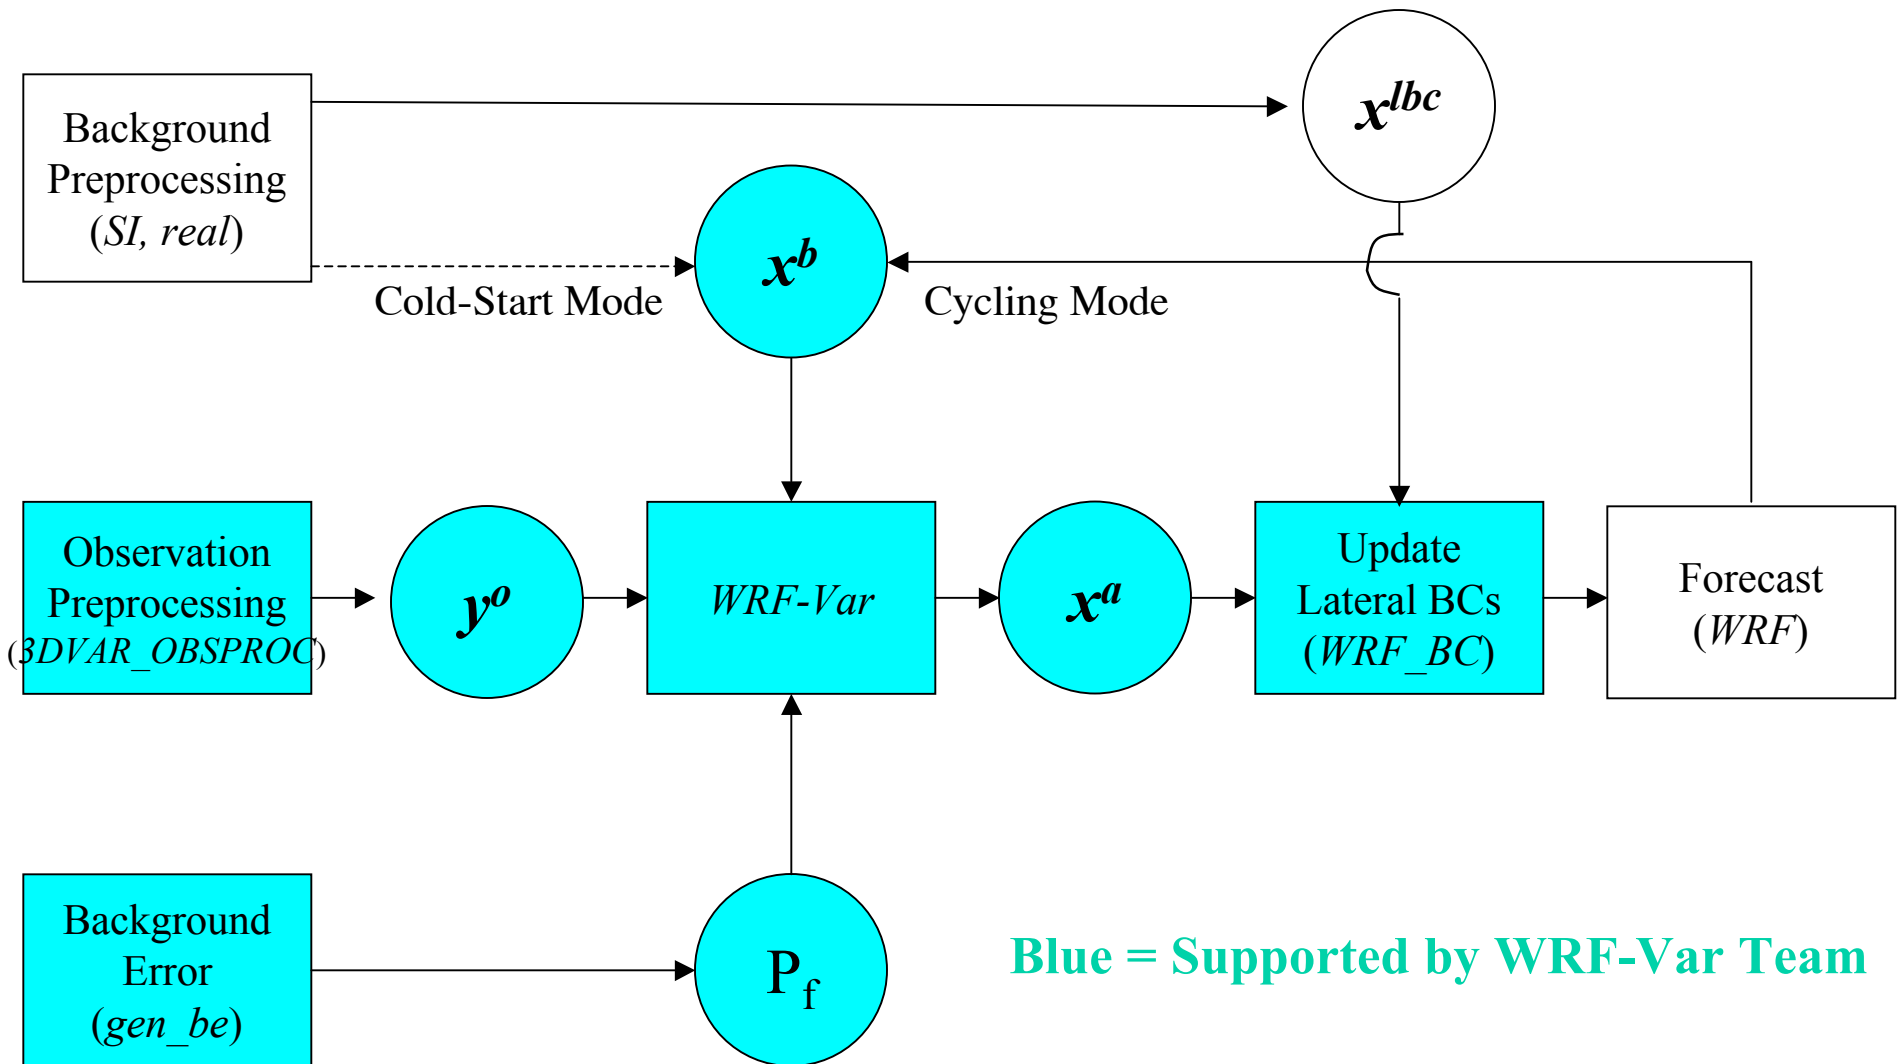 Background
Preprocessing
(SI, real)
x^lbc
x^b
Cold-Start Mode
Cycling Mode
Observation
Preprocessing
(3DVAR_OBSPROC)
y^o
WRF-Var
x^a
Update
Lateral BCs
(WRF_BC)
Forecast
(WRF)
Background
Error
(gen_be)
P_f
Blue = Supported by WRF-Var Team